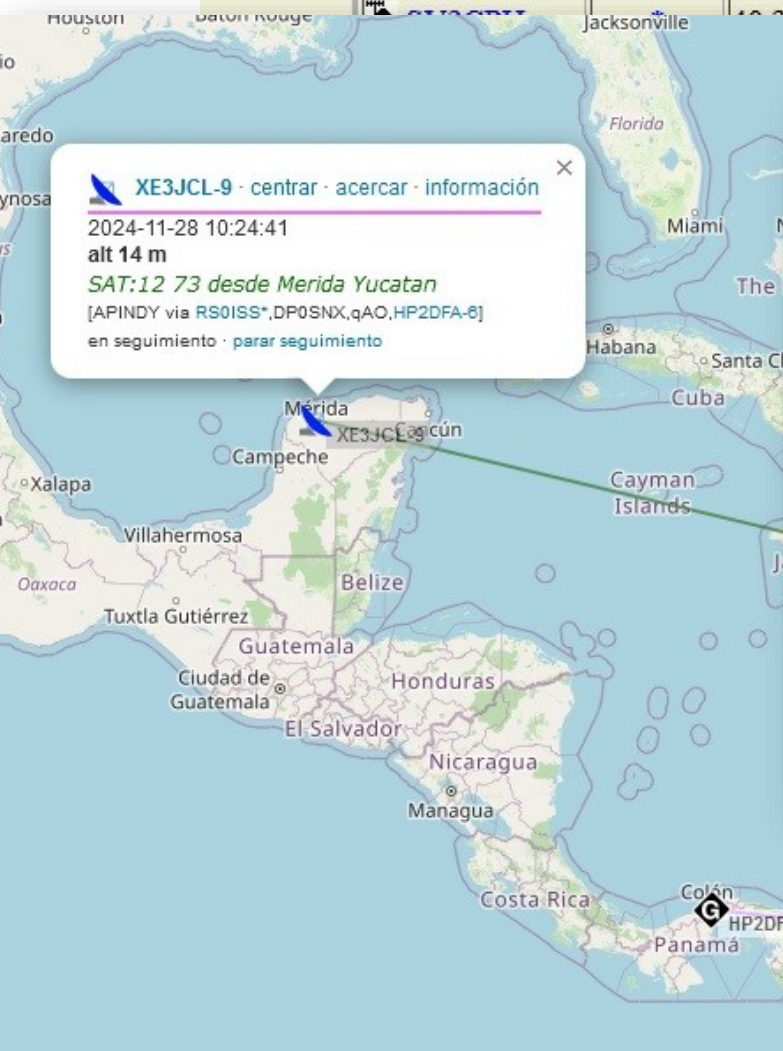 Houston
Baton Rouge
Jacksonville
io
aredo
Florida
ynosa
×
XE3JCL-9 · centrar · acercar · información
2024-11-28 10:24:41
alt 14 m
SAT:12 73 desde Merida Yucatan
[APINDY via RS0ISS*,DP0SNX,qAO,HP2DFA-6]
en seguimiento · parar seguimiento
Miami
The
Habana
Santa Cl
Cuba
Mérida
XE3JCL-9
Cancún
Campeche
Xalapa
Cayman
Islands
Villahermosa
Oaxaca
Belize
Tuxtla Gutiérrez
Guatemala
Ciudad de
Guatemala
Honduras
El Salvador
Nicaragua
Managua
Costa Rica
Colón
G
HP2DF
Panamá